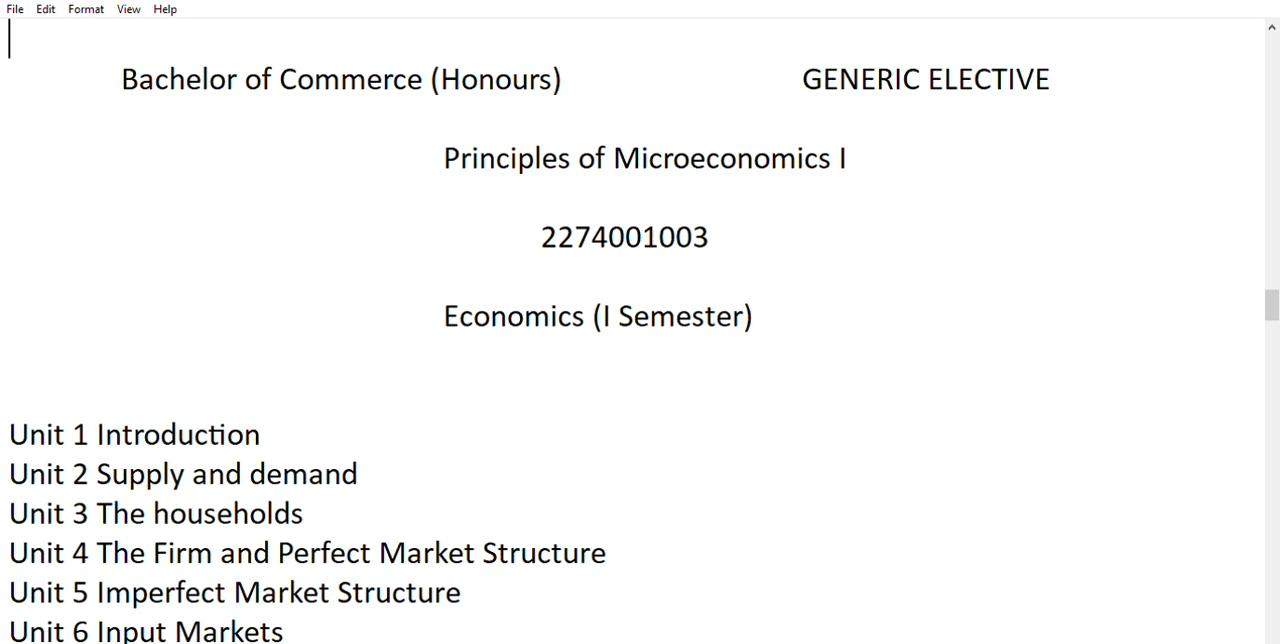 File Edit Format View Help
Bachelor of Commerce (Honours) GENERIC ELECTIVE
Principles of Microeconomics I
2274001003
Economics (I Semester)
Unit 1 Introduction
Unit 2 Supply and demand
Unit 3 The households
Unit 4 The Firm and Perfect Market Structure
Unit 5 Imperfect Market Structure
Unit 6 Input Markets